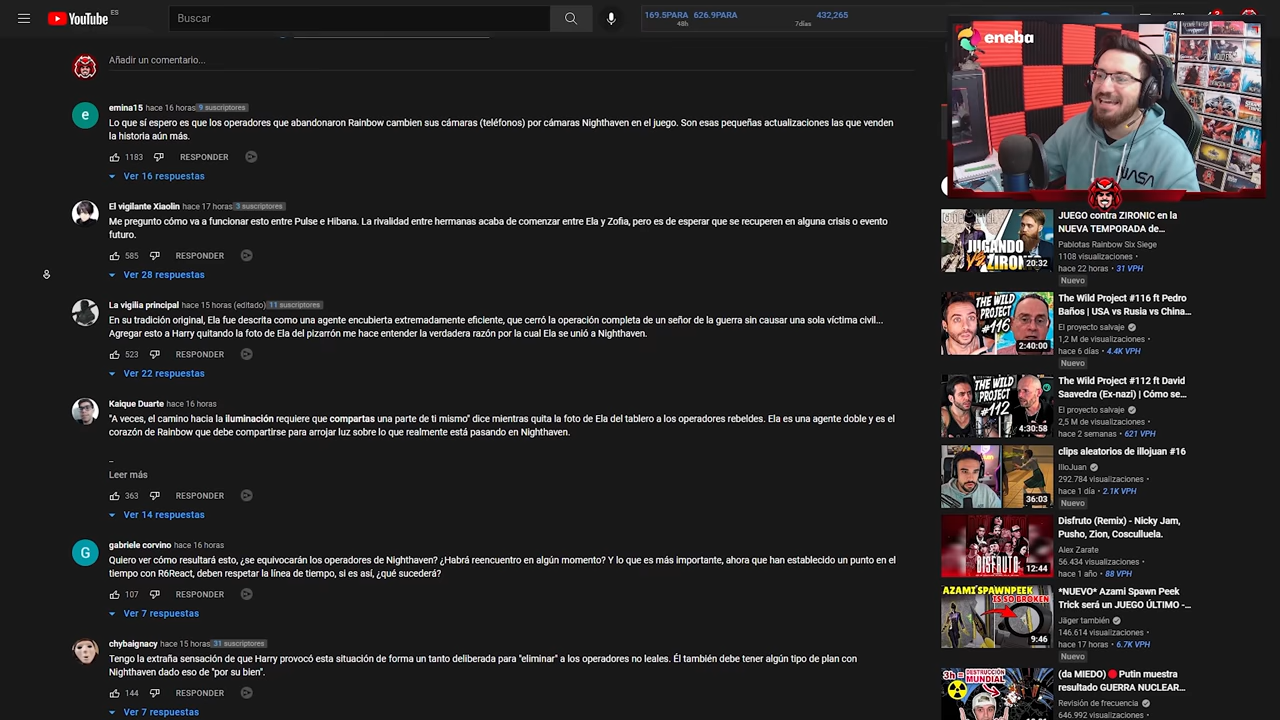 YouTube ES
Buscar
169.5PARA 626.9PARA 432,265
48h 7días
eneba
NASA
Añadir un comentario...
emina15 hace 16 horas 9 suscriptores
Lo que sí espero es que los operadores que abandonaron Rainbow cambien sus cámaras (teléfonos) por cámaras Nighthaven en el juego. Son esas pequeñas actualizaciones las que venden
la historia aún más.
1183 RESPONDER
Ver 16 respuestas
El vigilante Xiaolin hace 17 horas 3 suscriptores
Me pregunto cómo va a funcionar esto entre Pulse e Hibana. La rivalidad entre hermanas acaba de comenzar entre Ela y Zofia, pero es de esperar que se recuperen en alguna crisis o evento
futuro.
585 RESPONDER
Ver 28 respuestas
La vigilia principal hace 15 horas (editado) 11 suscriptores
En su tradición original, Ela fue descrita como una agente encubierta extremadamente eficiente, que cerró la operación completa de un señor de la guerra sin causar una sola víctima civil...
Agregar esto a Harry quitando la foto de Ela del pizarrón me hace entender la verdadera razón por la cual Ela se unió a Nighthaven.
523 RESPONDER
Ver 22 respuestas
Kaique Duarte hace 16 horas
"A veces, el camino hacia la iluminación requiere que compartas una parte de ti mismo" dice mientras quita la foto de Ela del tablero a los operadores rebeldes. Ela es una agente doble y es el
corazón de Rainbow que debe compartirse para arrojar luz sobre lo que realmente está pasando en Nighthaven.
_
Leer más
363 RESPONDER
Ver 14 respuestas
gabriele corvino hace 16 horas
Quiero ver cómo resultará esto, ¿se equivocarán los operadores de Nighthaven? ¿Habrá reencuentro en algún momento? Y lo que es más importante, ahora que han establecido un punto en el
tiempo con R6React, deben respetar la línea de tiempo, si es así, ¿qué sucederá?
107 RESPONDER
Ver 7 respuestas
chybaignacy hace 15 horas 31 suscriptores
Tengo la extraña sensación de que Harry provocó esta situación de forma un tanto deliberada para "eliminar" a los operadores no leales. Él también debe tener algún tipo de plan con
Nighthaven dado eso de "por su bien".
144 RESPONDER
Ver 7 respuestas
JUGANDO
VS ZIRONIC
20:32
JUEGO contra ZIRONIC en la
NUEVA TEMPORADA de...
Pablotas Rainbow Six Siege
1108 visualizaciones •
hace 22 horas • 31 VPH
Nuevo
THE WILD
PROJECT
#116
2:40:00
The Wild Project #116 ft Pedro
Baños | USA vs Rusia vs China...
El proyecto salvaje
1,2 M de visualizaciones •
hace 6 días • 4.4K VPH
Nuevo
THE WILD
PROJECT
#112
4:30:58
The Wild Project #112 ft David
Saavedra (Ex-nazi) | Cómo se...
El proyecto salvaje
2,5 M de visualizaciones •
hace 2 semanas • 621 VPH
36:03
clips aleatorios de illojuan #16
IlloJuan
292.784 visualizaciones •
hace 1 día • 2.1K VPH
Nuevo
DISFRUTO
12:44
Disfruto (Remix) - Nicky Jam,
Pusho, Zion, Cosculluela.
Alex Zarate
56.434 visualizaciones •
hace 1 año • 88 VPH
AZAMI SPAWNPEEK
IS SO BROKEN
9:46
*NUEVO* Azami Spawn Peek
Trick será un JUEGO ÚLTIMO -...
Jäger también
146.614 visualizaciones •
hace 17 horas • 6.7K VPH
Nuevo
3h = DESTRUCCIÓN
MUNDIAL
(da MIEDO) Putin muestra
resultado GUERRA NUCLEAR...
Revisión de frecuencia
646.992 visualizaciones •